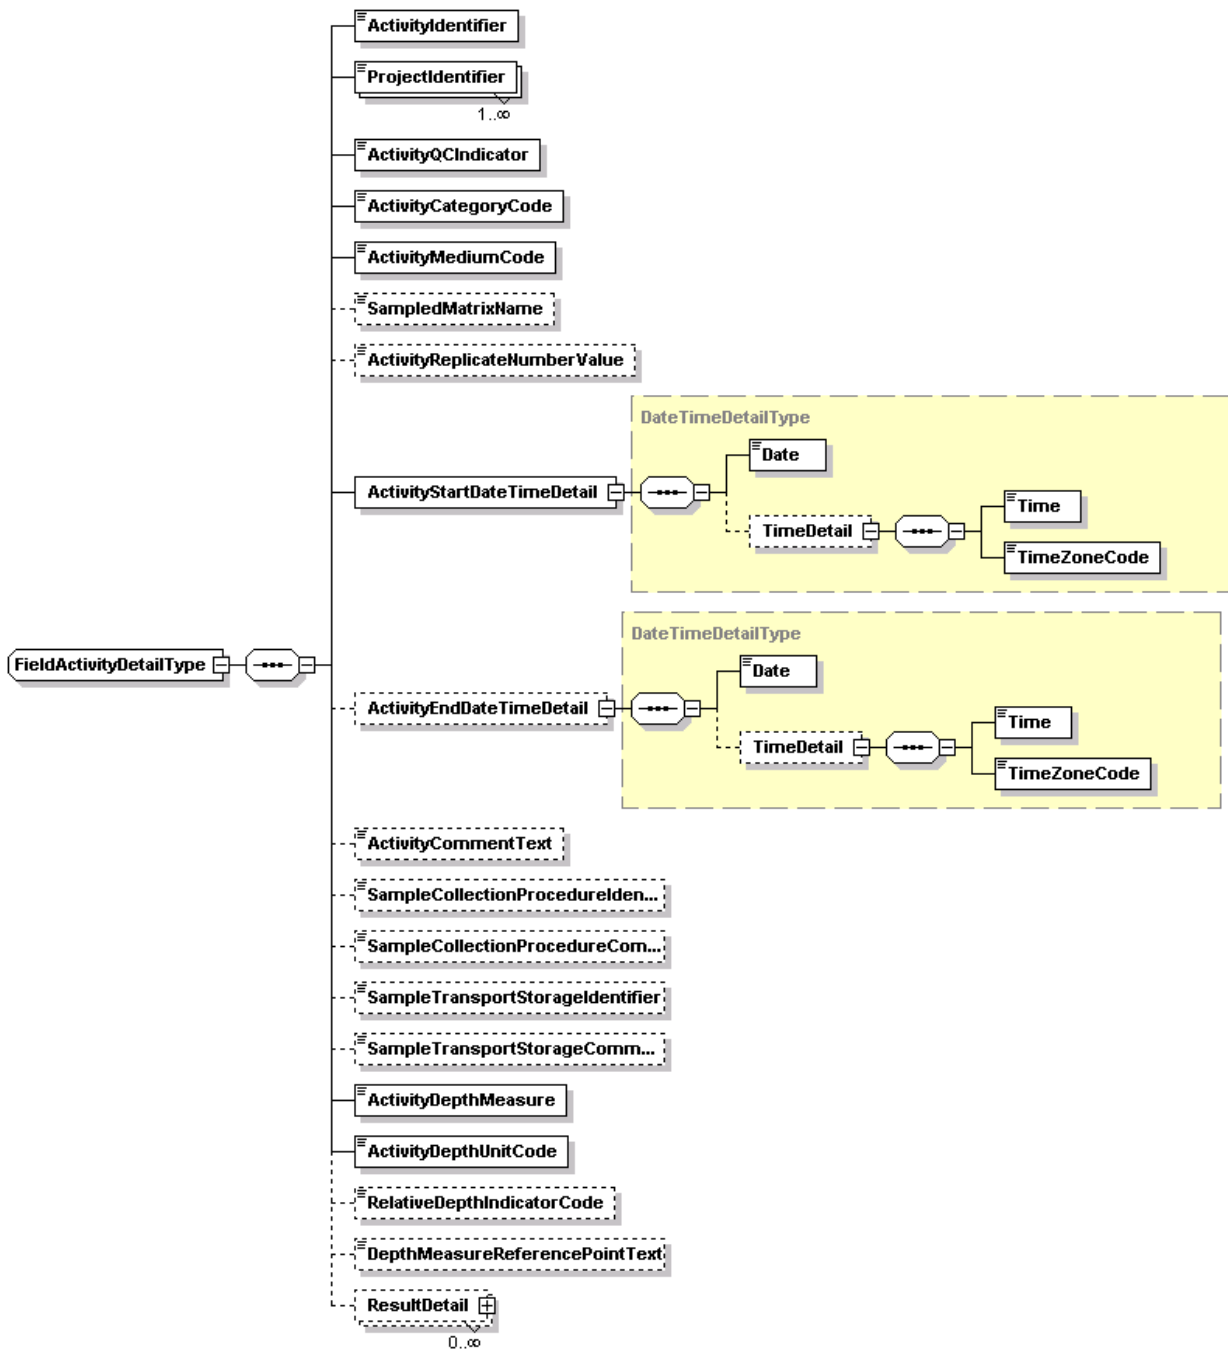 ActivityIdentifier
ProjectIdentifier
1..∞
ActivityQCIndicator
ActivityCategoryCode
ActivityMediumCode
SampledMatrixName
ActivityReplicateNumberValue
DateTimeDetailType
Date
ActivityStartDateTimeDetail
Time
TimeDetail
TimeZoneCode
DateTimeDetailType
FieldActivityDetailType
Date
ActivityEndDateTimeDetail
Time
TimeDetail
TimeZoneCode
ActivityCommentText
SampleCollectionProcedureIden...
SampleCollectionProcedureCom...
SampleTransportStorageIdentifier
SampleTransportStorageComm...
ActivityDepthMeasure
ActivityDepthUnitCode
RelativeDepthIndicatorCode
DepthMeasureReferencePointText
ResultDetail
0..∞